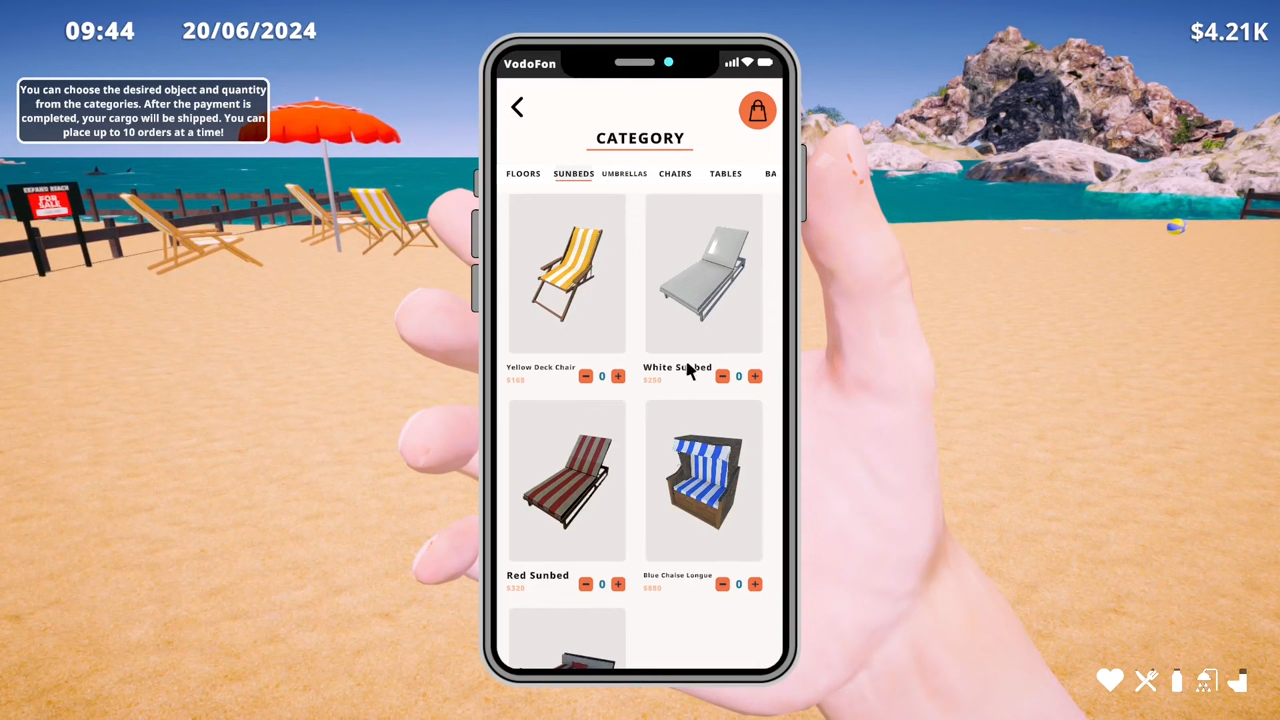 09:44 20/06/2024
$4.21K
You can choose the desired object and quantity
from the categories. After the payment is
completed, your cargo will be shipped. You can
place up to 10 orders at a time!
EXPAND BEACH
FOR
SALE
VodoFon
CATEGORY
FLOORS SUNBEDS UMBRELLAS CHAIRS TABLES BA
Yellow Deck Chair - 0 +
White Sunbed - 0 +
$250
Red Sunbed - 0 +
$320
Blue Chaise Longue - 0 +